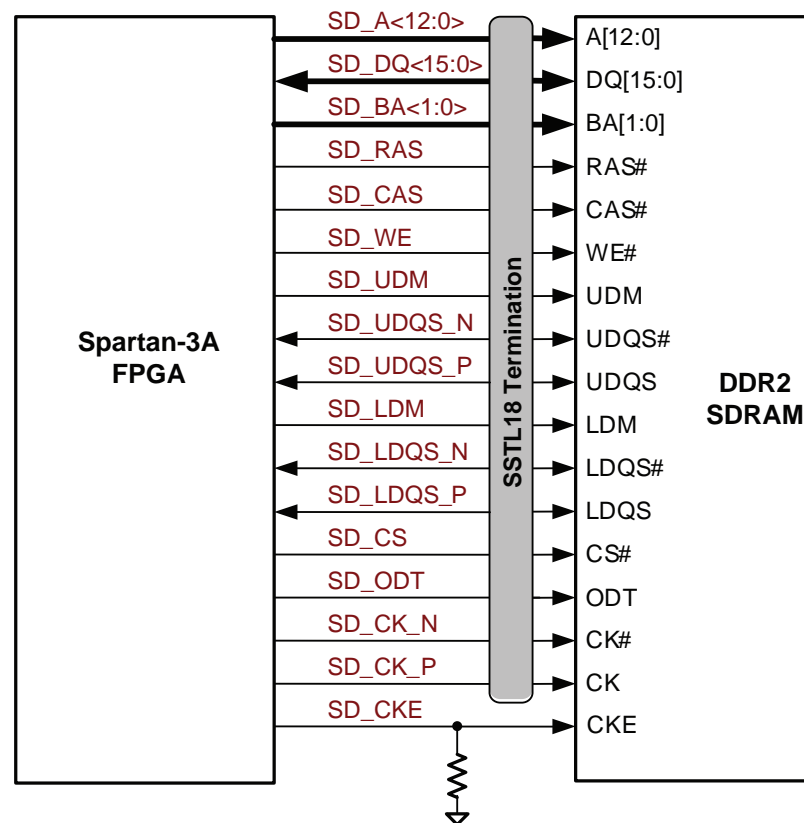 SD_A<12:0>
A[12:0]
SD_DQ<15:0>
DQ[15:0]
SD_BA<1:0>
BA[1:0]
SD_RAS
RAS#
SD_CAS
CAS#
SD_WE
WE#
SD_UDM
UDM
SD_UDQS_N
UDQS#
SD_UDQS_P
UDQS
SD_LDM
LDM
SD_LDQS_N
LDQS#
SD_LDQS_P
LDQS
SD_CS
CS#
SD_ODT
ODT
SD_CK_N
CK#
SD_CK_P
CK
SD_CKE
CKE
Spartan-3A
FPGA
SSTL18 Termination
DDR2
SDRAM